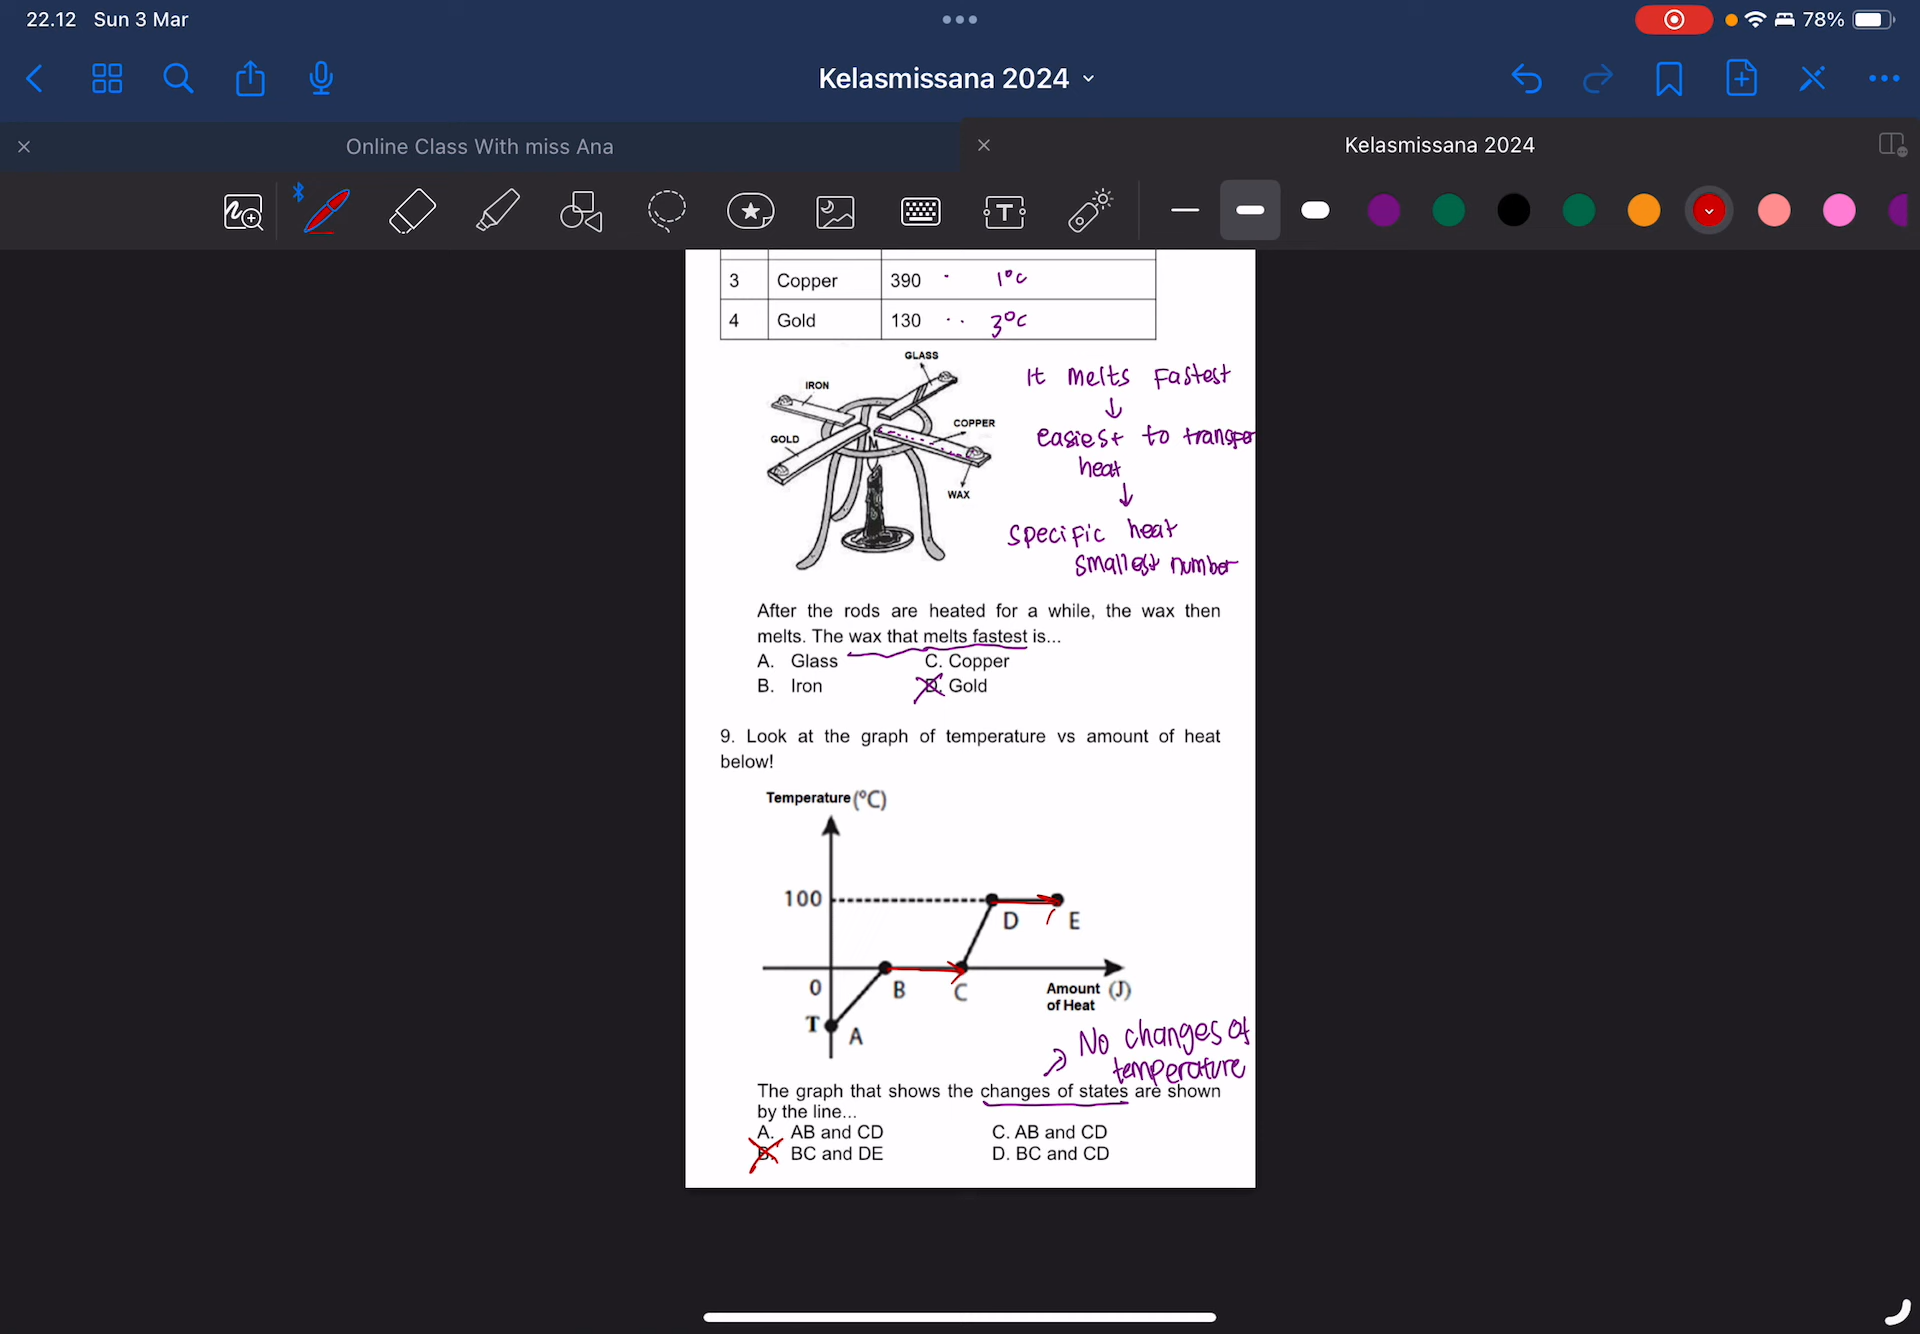 22.12 Sun 3 Mar
78%
Kelasmissana 2024
Online Class With miss Ana
Kelasmissana 2024
3 Copper 390 1°C
4 Gold 130 3°C
GLASS
IRON
COPPER
GOLD
WAX
It melts fastest
↓
easiest to transfer
heat
↓
Specific heat
smallest number
After the rods are heated for a while, the wax then
melts. The wax that melts fastest is...
A. Glass C. Copper
B. Iron D. Gold
9. Look at the graph of temperature vs amount of heat
below!
Temperature (°C)
100
D E
0 B C
Amount (J)
of Heat
T A
No changes of
temperature
The graph that shows the changes of states are shown
by the line...
A. AB and CD C. AB and CD
B. BC and DE D. BC and CD